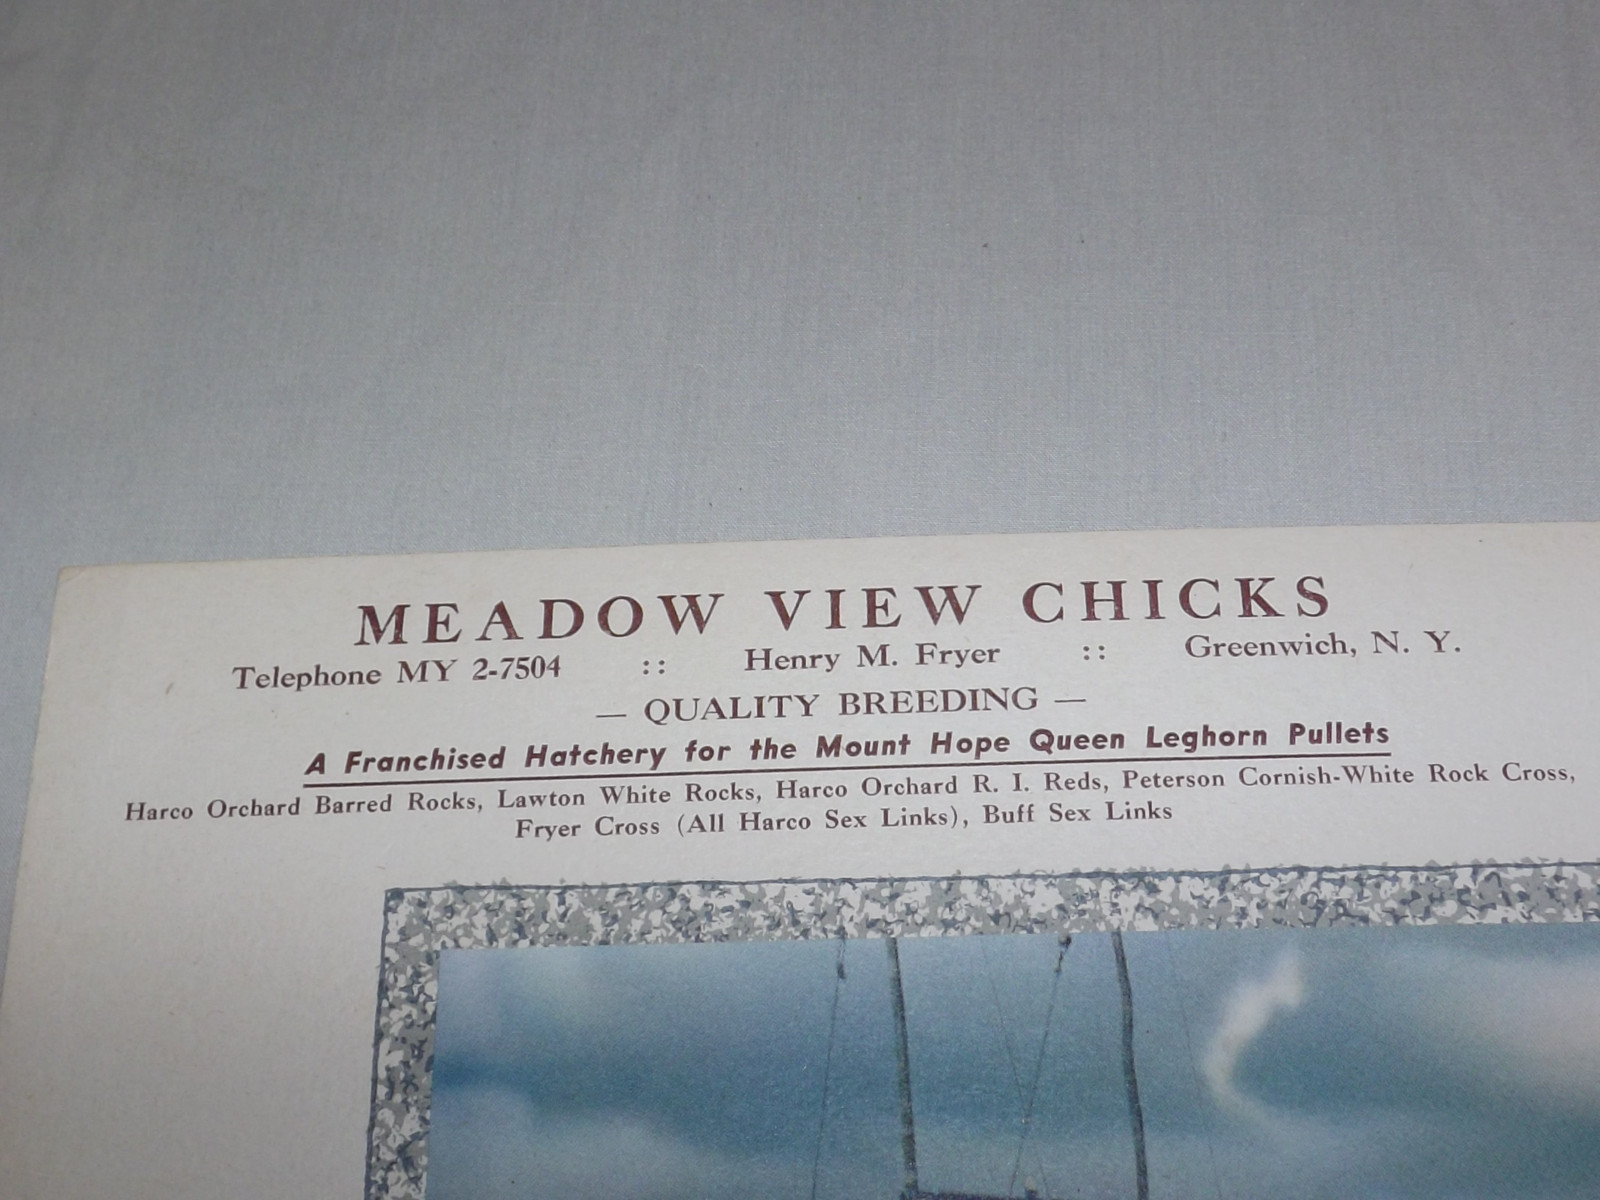 MEADOW VIEW CHICKS
Telephone MY 2-7504 :: Henry M. Fryer :: Greenwich, N. Y.
— QUALITY BREEDING —
A Franchised Hatchery for the Mount Hope Queen Leghorn Pullets
Harco Orchard Barred Rocks, Lawton White Rocks, Harco Orchard R. I. Reds, Peterson Cornish-White Rock Cross,
Fryer Cross (All Harco Sex Links), Buff Sex Links